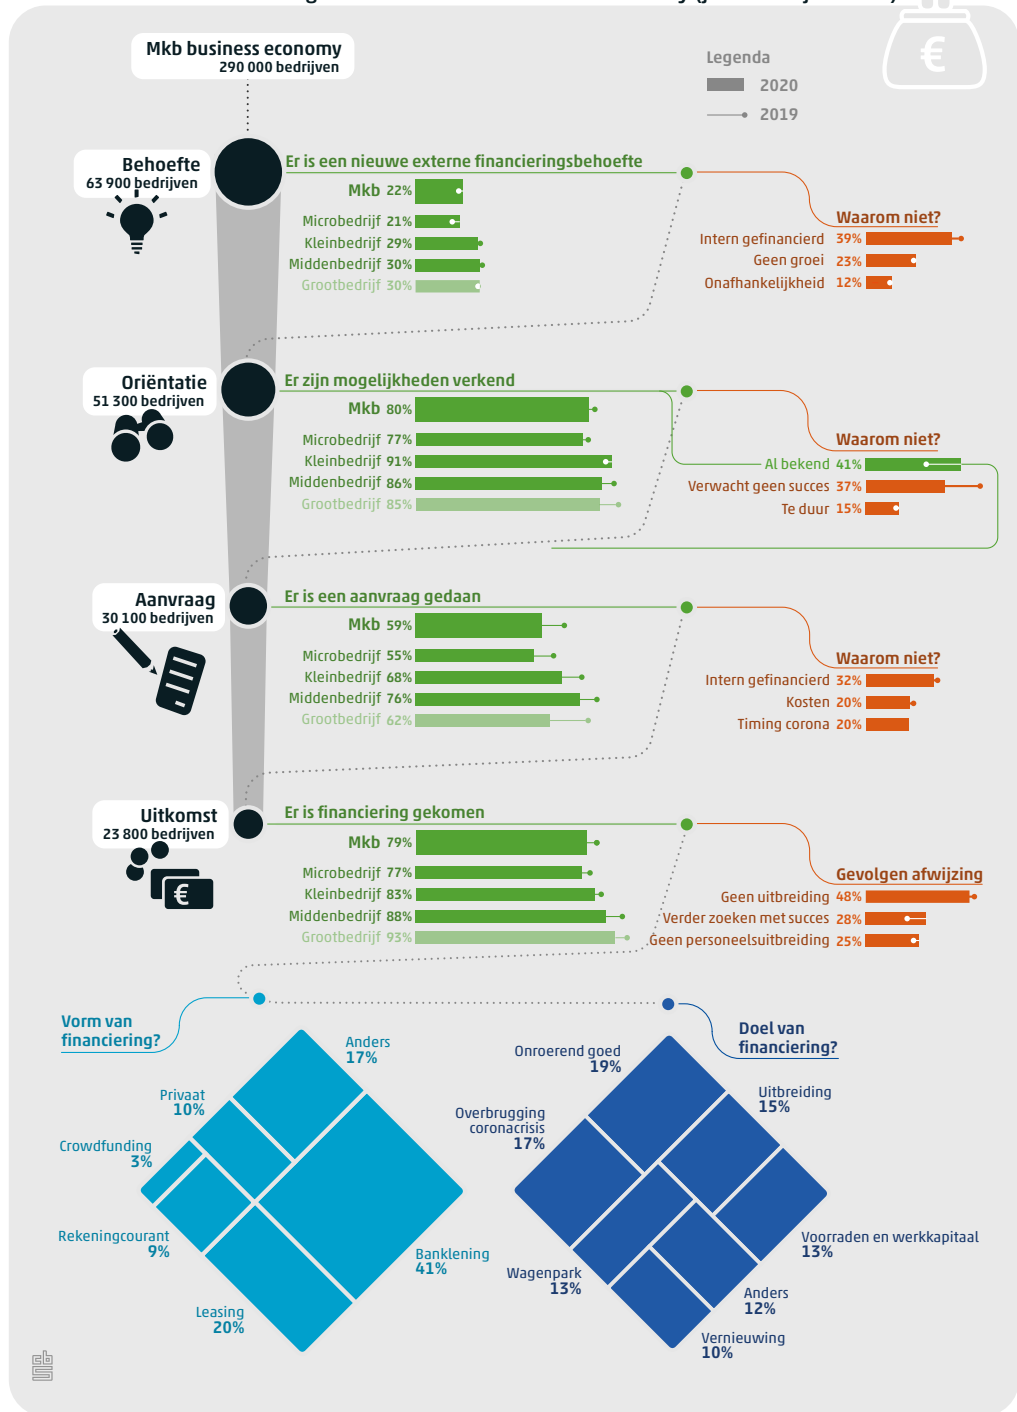 Mkb business economy
290 000 bedrijven
Legenda
2020
2019
€
Behoefte
63 900 bedrijven
Er is een nieuwe externe financieringsbehoefte
Mkb 22%
Microbedrijf 21%
Kleinbedrijf 29%
Middenbedrijf 30%
Grootbedrijf 30%
Waarom niet?
Intern gefinancierd 39%
Geen groei 23%
Onafhankelijkheid 12%
Oriëntatie
51 300 bedrijven
Er zijn mogelijkheden verkend
Mkb 80%
Microbedrijf 77%
Kleinbedrijf 91%
Middenbedrijf 86%
Grootbedrijf 85%
Waarom niet?
Al bekend 41%
Verwacht geen succes 37%
Te duur 15%
Aanvraag
30 100 bedrijven
Er is een aanvraag gedaan
Mkb 59%
Microbedrijf 55%
Kleinbedrijf 68%
Middenbedrijf 76%
Grootbedrijf 62%
Waarom niet?
Intern gefinancierd 32%
Kosten 20%
Timing corona 20%
Uitkomst
23 800 bedrijven
€
Er is financiering gekomen
Mkb 79%
Microbedrijf 77%
Kleinbedrijf 83%
Middenbedrijf 88%
Grootbedrijf 93%
Gevolgen afwijzing
Geen uitbreiding 48%
Verder zoeken met succes 28%
Geen personeelsuitbreiding 25%
Vorm van
financiering?
Anders
17%
Privaat
10%
Crowdfunding
3%
Rekeningcourant
9%
Leasing
20%
Banklening
41%
Doel van
financiering?
Onroerend goed
19%
Uitbreiding
15%
Overbrugging
coronacrisis
17%
Voorraden en werkkapitaal
13%
Wagenpark
13%
Anders
12%
Vernieuwing
10%
cbs